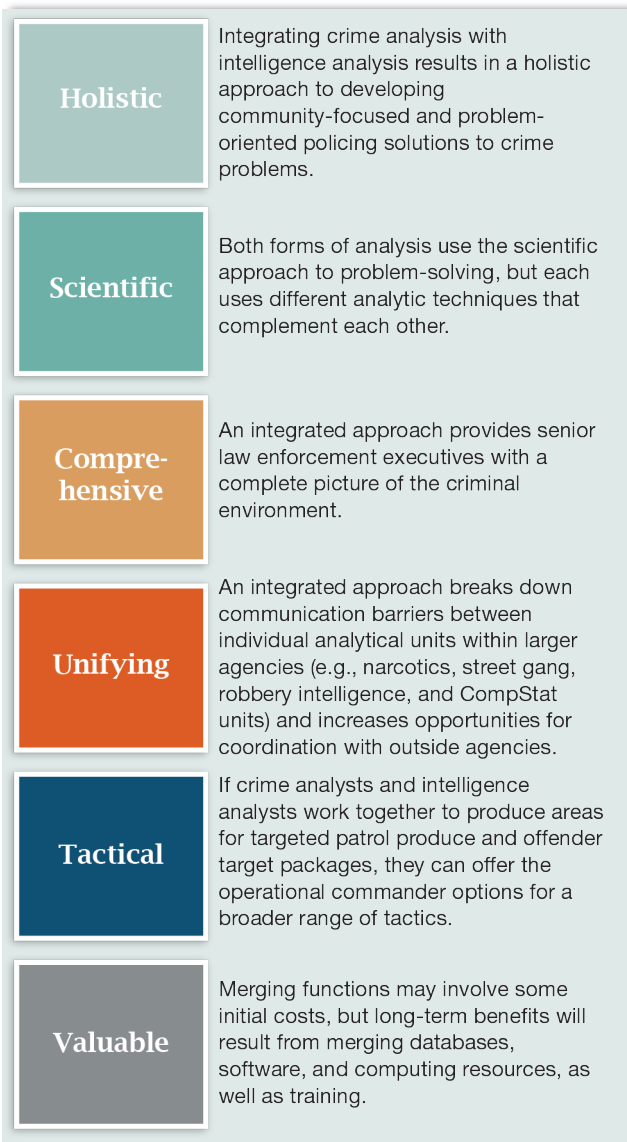 Holistic
Integrating crime analysis with
intelligence analysis results in a holistic
approach to developing
community-focused and problem-
oriented policing solutions to crime
problems.
Scientific
Both forms of analysis use the scientific
approach to problem-solving, but each
uses different analytic techniques that
complement each other.
Compre-
hensive
An integrated approach provides senior
law enforcement executives with a
complete picture of the criminal
environment.
Unifying
An integrated approach breaks down
communication barriers between
individual analytical units within larger
agencies (e.g., narcotics, street gang,
robbery intelligence, and CompStat
units) and increases opportunities for
coordination with outside agencies.
Tactical
If crime analysts and intelligence
analysts work together to produce areas
for targeted patrol produce and offender
target packages, they can offer the
operational commander options for a
broader range of tactics.
Valuable
Merging functions may involve some
initial costs, but long-term benefits will
result from merging databases,
software, and computing resources, as
well as training.